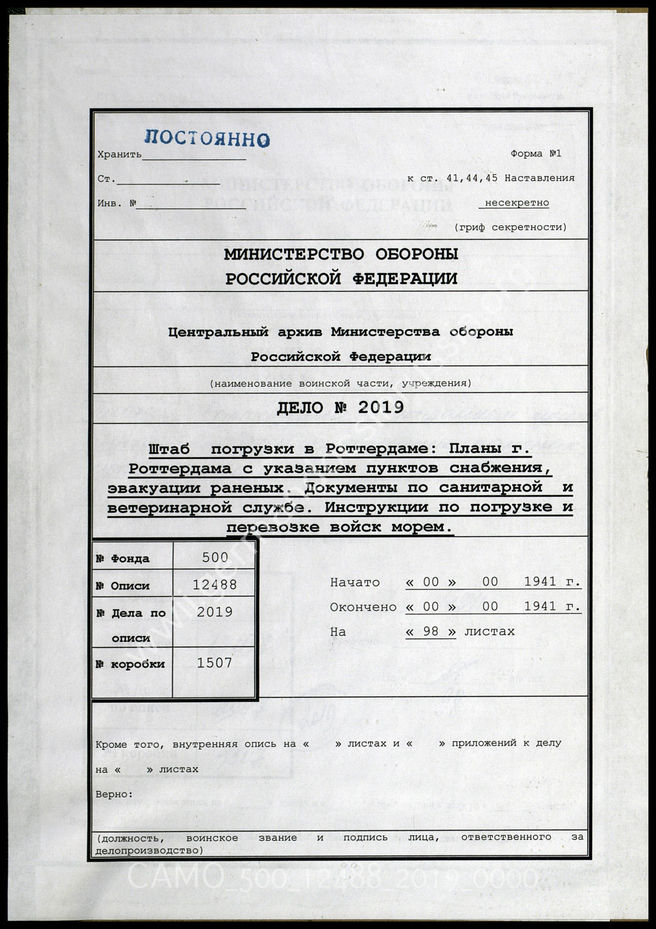 ПОСТОЯННО
Хранить
Форма №1
Ст.
к ст. 41,44,45 Наставления
Инв. №
несекретно
(гриф секретности)
МИНИСТЕРСТВО ОБОРОНЫ
РОССИЙСКОЙ ФЕДЕРАЦИИ
Центральный архив Министерства обороны
Российской Федерации
(наименование воинской части, учреждения)
ДЕЛО № 2019
Штаб погрузки в Роттердаме: Планы г.
Роттердама с указанием пунктов снабжения,
эвакуации раненых. Документы по санитарной и
ветеринарной службе. Инструкции по погрузке и
перевозке войск морем.
№ Фонда 500
№ Описи 12488
№ Дела по 2019
описи
№ коробки 1507
Начато « 00 » 00 1941 г.
Окончено « 00 » 00 1941 г.
На « 98 » листах
Кроме того, внутренняя опись на « » листах и « » приложений к делу
на « » листах
Верно:
(должность, воинское звание и подпись лица, ответственного за
делопроизводство)
CAMO_500_12488_2019_0000